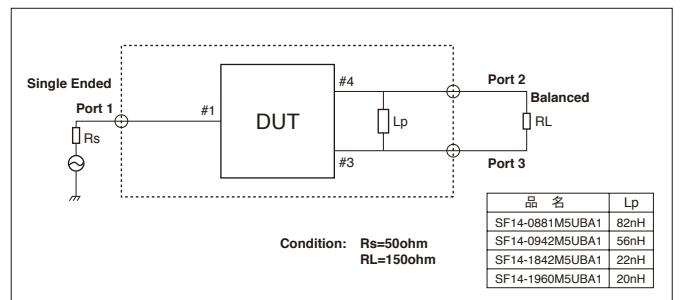 Single Ended
Port 1
Rs
#1
DUT
#4
#3
Lp
Port 2
Balanced
RL
Port 3
Condition: Rs=50ohm
RL=150ohm
品 名 Lp
SF14-0881M5UBA1 82nH
SF14-0942M5UBA1 56nH
SF14-1842M5UBA1 22nH
SF14-1960M5UBA1 20nH